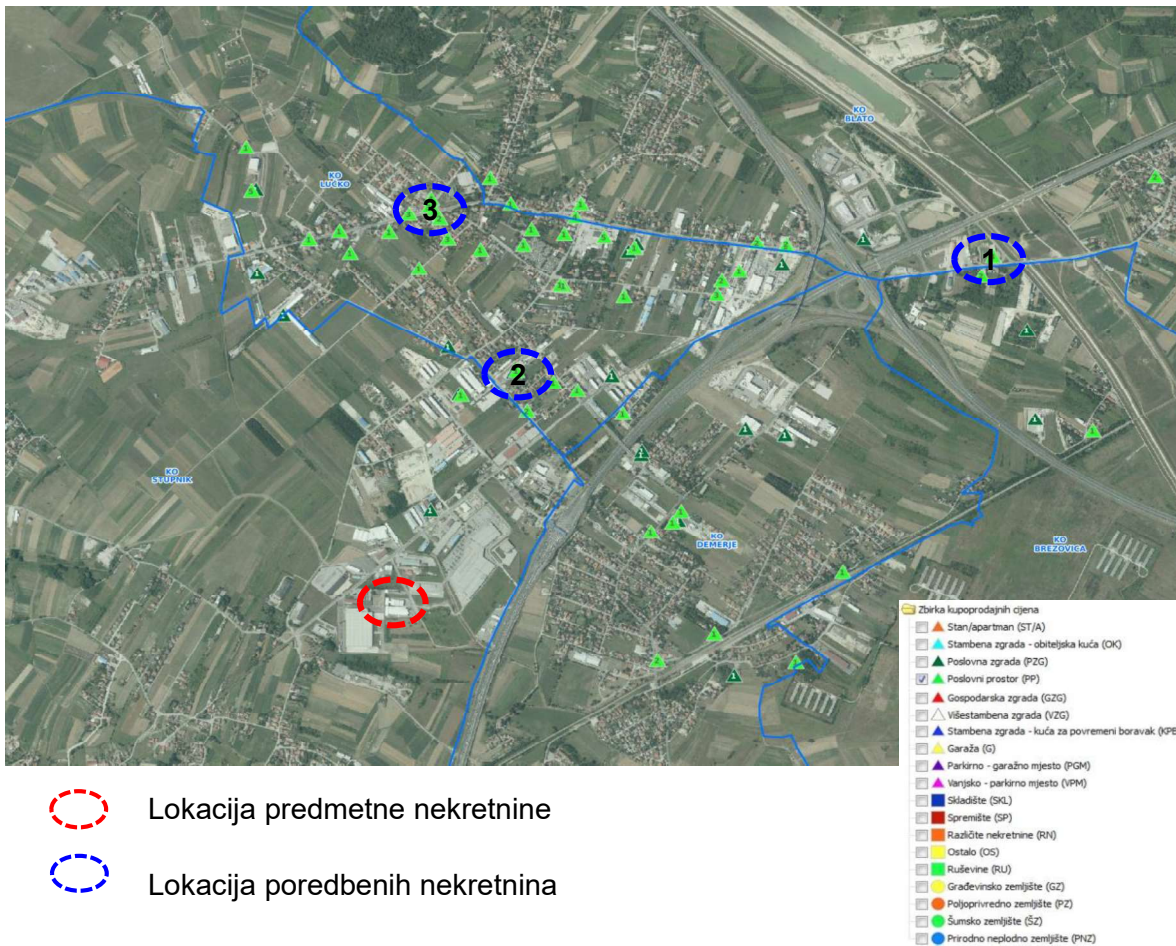 KO
BLATO
KO
LUČKO
3
1
2
KO
STUPNIK
KO
DEMERJE
KO
BREZOVICA
Zbirka kupoprodajnih cijena
Stan/apartman (ST/A)
Stambena zgrada - obiteljska kuća (OK)
Poslovna zgrada (PZG)
Poslovni prostor (PP)
Gospodarska zgrada (GZG)
Višestambena zgrada (VZG)
Stambena zgrada - kuća za povremeni boravak (KPB
Garaža (G)
Parkirno - garažno mjesto (PGM)
Vanjsko - parkirno mjesto (VPM)
Skladište (SKL)
Spremište (SP)
Različite nekretnine (RN)
Ostalo (OS)
Ruševine (RU)
Građevinsko zemljište (GZ)
Poljoprivredno zemljište (PZ)
Šumsko zemljište (ŠZ)
Prirodno neplodno zemljište (PNZ)
Lokacija predmetne nekretnine
Lokacija poredbenih nekretnina